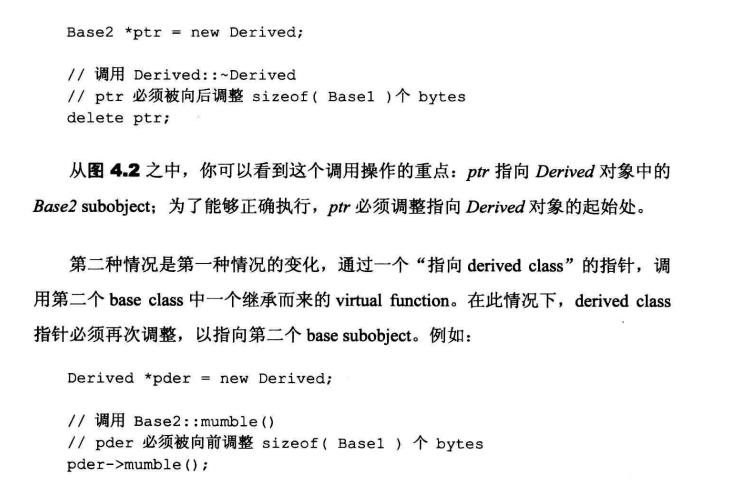 Base2 *ptr = new Derived;
// 调用 Derived::~Derived
// ptr 必须被向后调整 sizeof( Base1 )个 bytes
delete ptr;
从图 4.2 之中，你可以看到这个调用操作的重点：ptr 指向 Derived 对象中的
Base2 subobject；为了能够正确执行，ptr 必须调整指向 Derived 对象的起始处。
第二种情况是第一种情况的变化，通过一个“指向 derived class”的指针，调
用第二个 base class 中一个继承而来的 virtual function。在此情况下，derived class
指针必须再次调整，以指向第二个 base subobject。例如：
Derived *pder = new Derived;
// 调用 Base2::mumble()
// pder 必须被向前调整 sizeof( Base1 ) 个 bytes
pder->mumble();